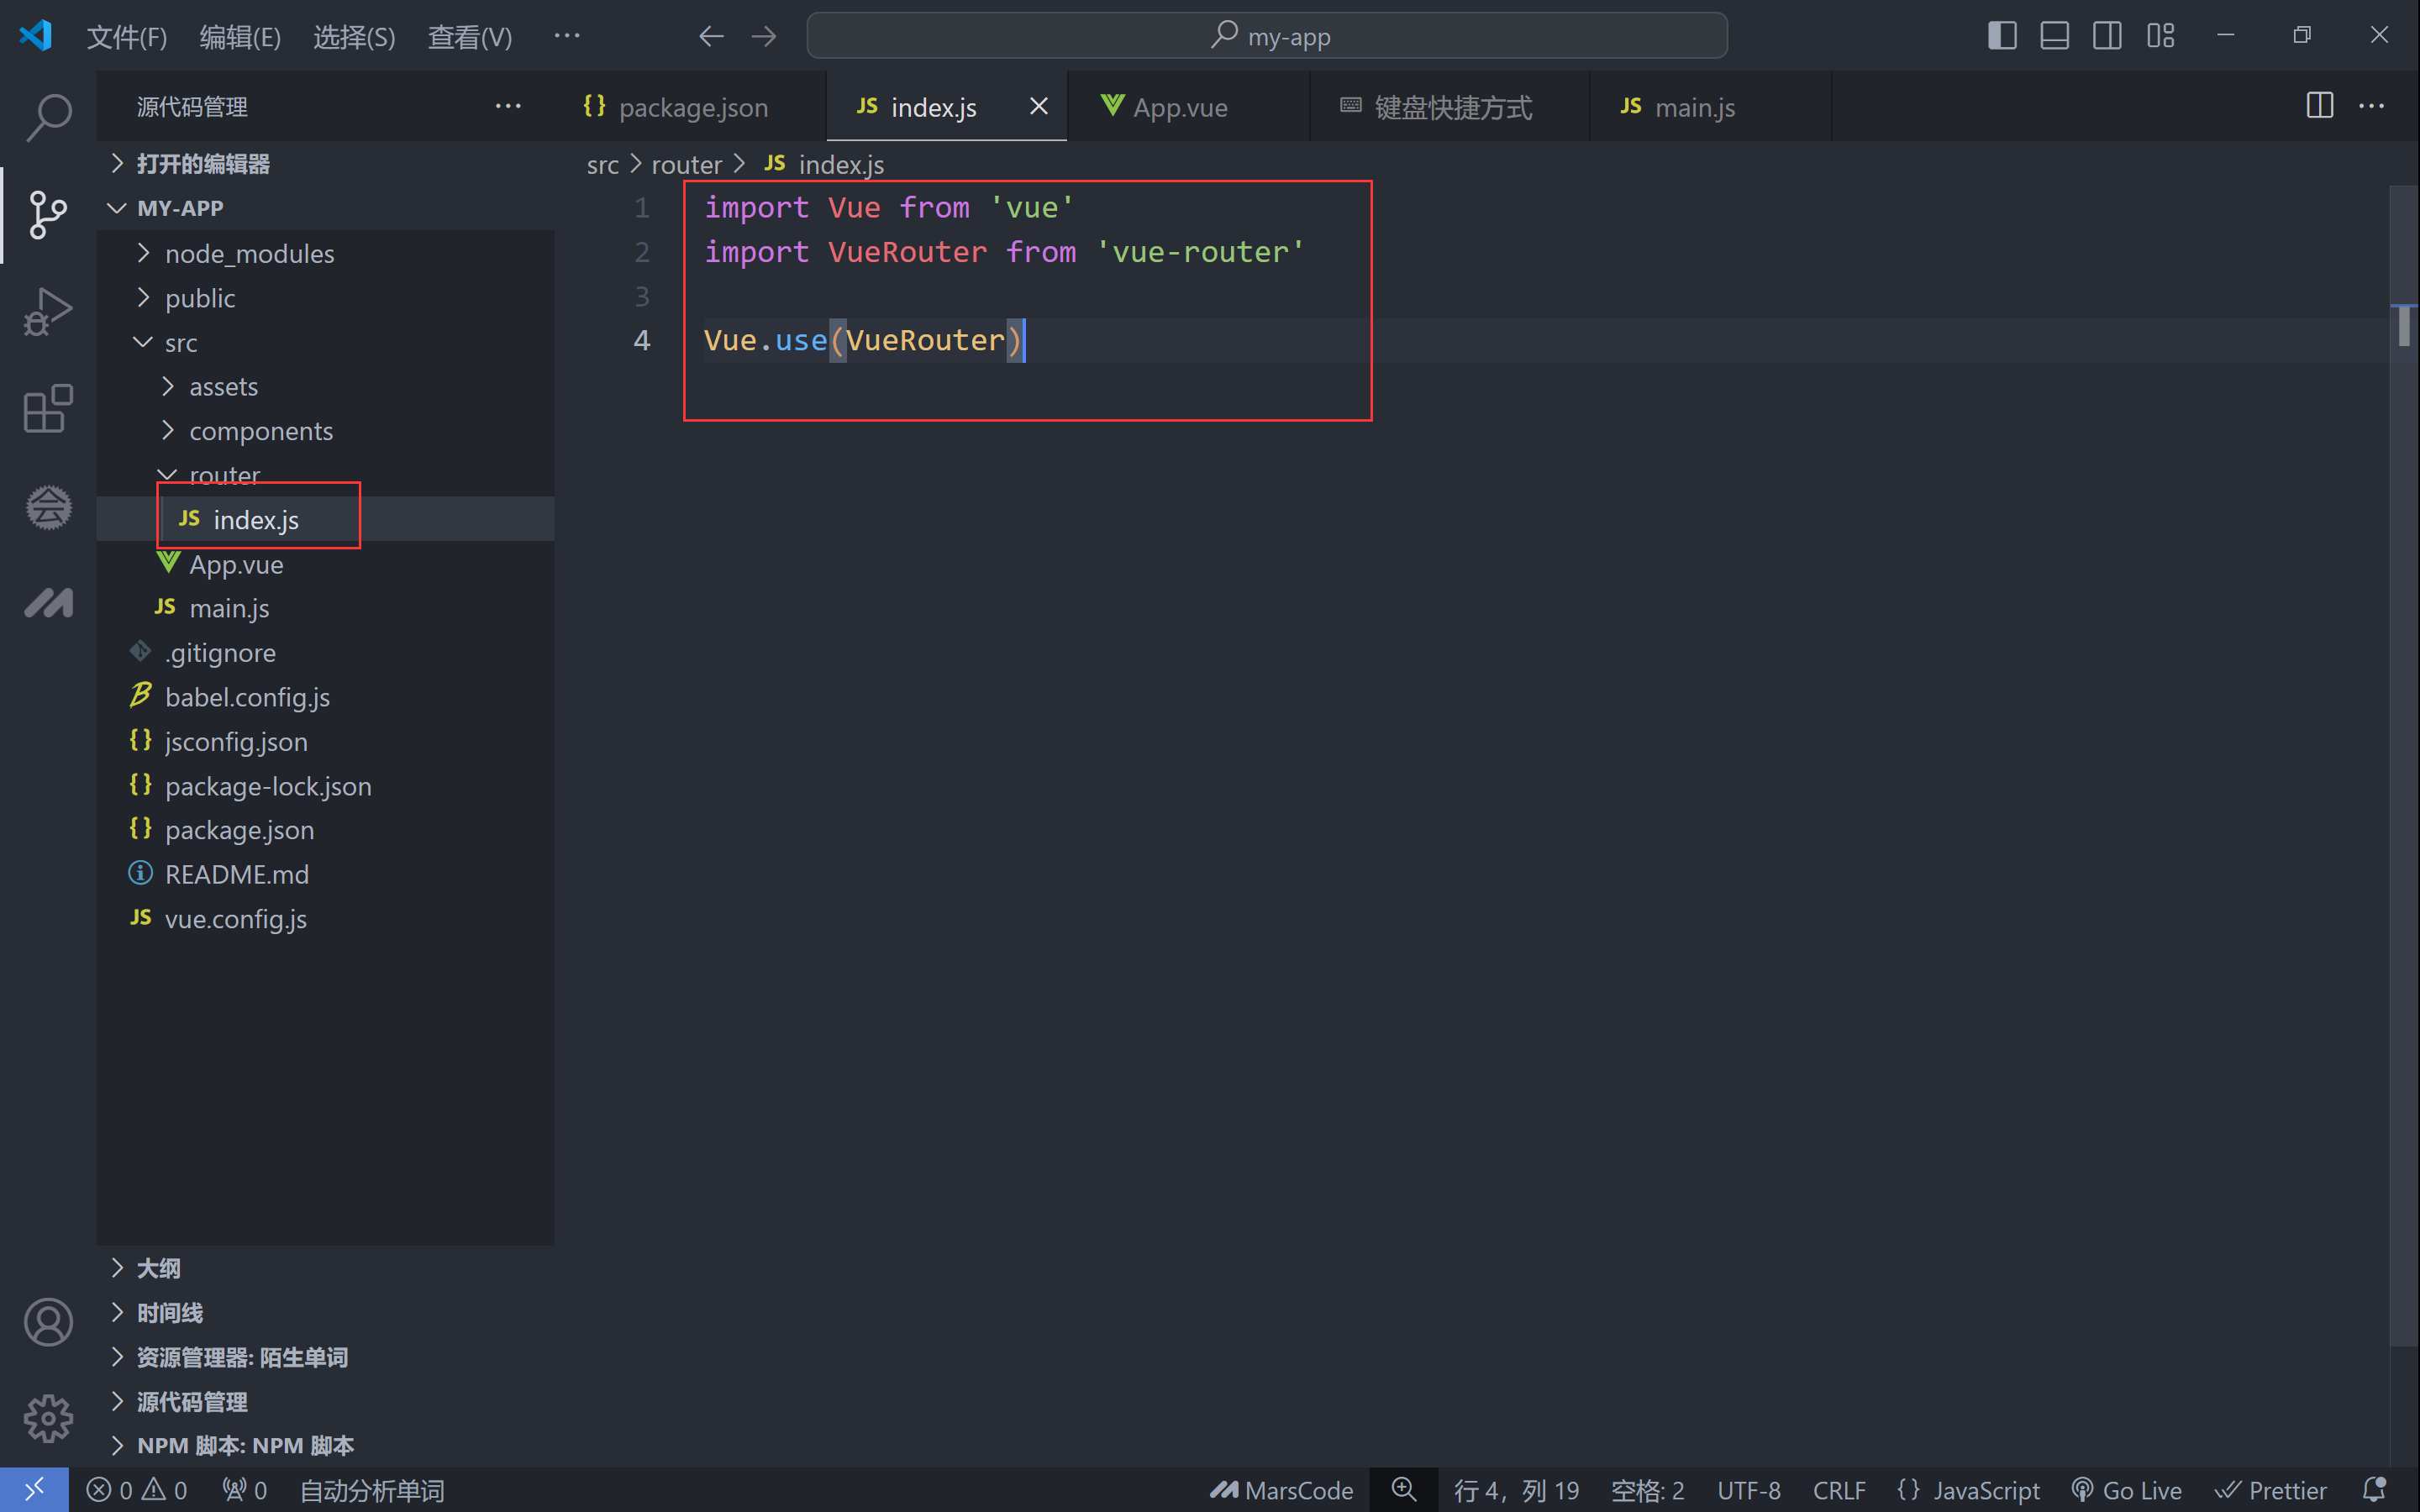 文件(F) 编辑(E) 选择(S) 查看(V) ··· my-app
源代码管理 ···
package.json index.js App.vue 键盘快捷方式 main.js ···
打开的编辑器
src > router > JS index.js
MY-APP
node_modules
public
src
assets
components
router
JS index.js
App.vue
JS main.js
.gitignore
babel.config.js
{} jsconfig.json
{} package-lock.json
{} package.json
README.md
JS vue.config.js
1 import Vue from 'vue'
2 import VueRouter from 'vue-router'
3
4 Vue.use(VueRouter)
大纲
时间线
资源管理器: 陌生单词
源代码管理
NPM 脚本: NPM 脚本
0 0 0 自动分析单词 MarsCode 行 4，列 19 空格: 2 UTF-8 CRLF {} JavaScript Go Live Prettier